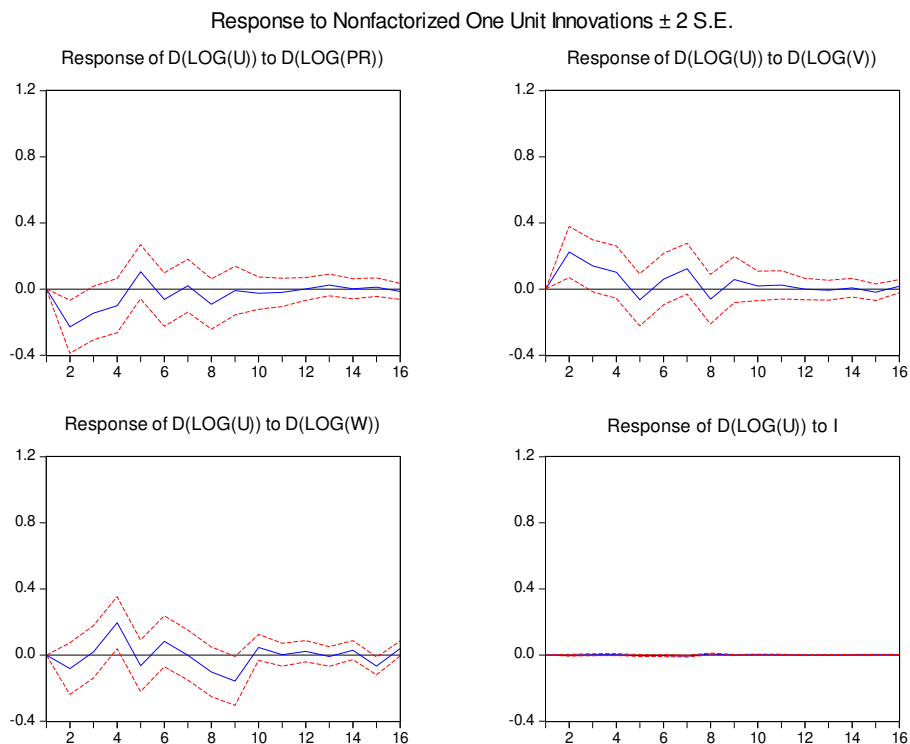 Response to Nonfactorized One Unit Innovations ± 2 S.E.
Response of D(LOG(U)) to D(LOG(PR))
1.2
0.8
0.4
0.0
-0.4
2 4 6 8 10 12 14 16
Response of D(LOG(U)) to D(LOG(V))
1.2
0.8
0.4
0.0
-0.4
2 4 6 8 10 12 14 16
Response of D(LOG(U)) to D(LOG(W))
1.2
0.8
0.4
0.0
-0.4
2 4 6 8 10 12 14 16
Response of D(LOG(U)) to I
1.2
0.8
0.4
0.0
-0.4
2 4 6 8 10 12 14 16